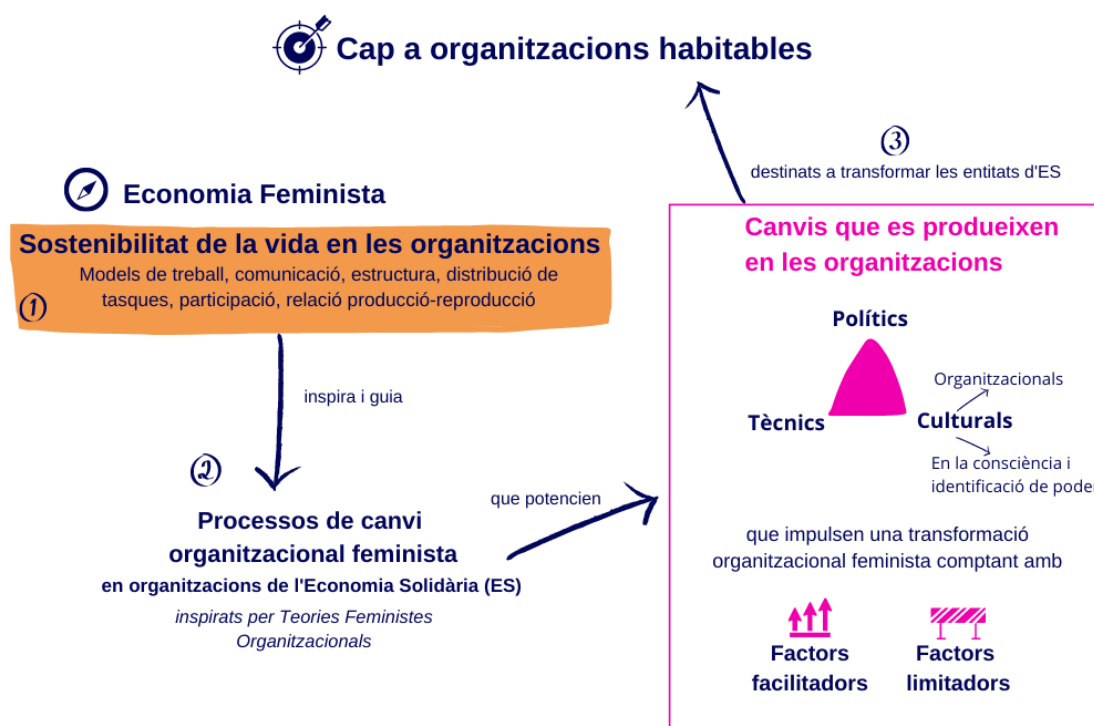 Cap a organitzacions habitables
Economia Feminista
Sostenibilitat de la vida en les organitzacions
Models de treball, comunicació, estructura, distribució de
tasques, participació, relació producció-reproducció
1
inspira i guia
2
Processos de canvi
organitzacional feminista
en organitzacions de l'Economia Solidària (ES)
inspirats per Teories Feministes
Organitzacionals
que potencien
3
destinats a transformar les entitats d'ES
Canvis que es produeixen
en les organitzacions
Polítics
Tècnics
Culturals
Organitzacionals
En la consciència i
identificació de poder
que impulsen una transformació
organitzacional feminista comptant amb
Factors
facilitadors
Factors
limitadors